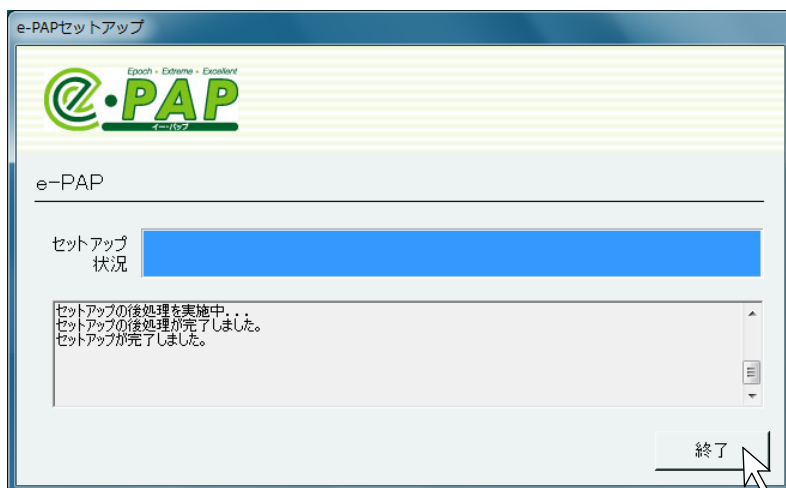 e-PAPセットアップ
Epoch・Extreme・Excellent
e・PAP
イー・パップ
e-PAP
セットアップ
状況
セットアップの後処理を実施中...
セットアップの後処理が完了しました。
セットアップが完了しました。
終了